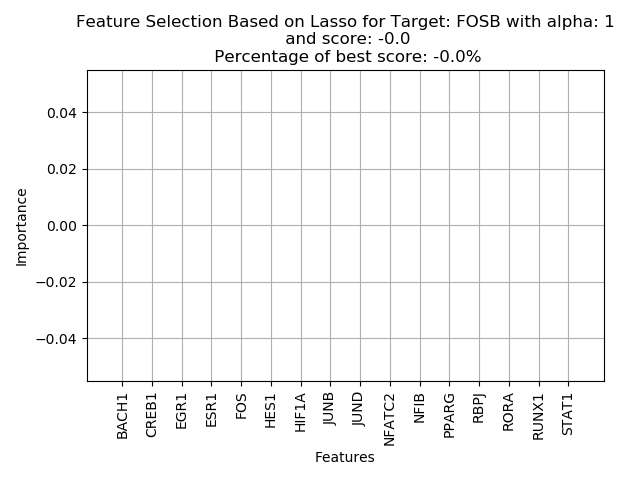 Feature Selection Based on Lasso for Target: FOSB with alpha: 1
and score: -0.0
Percentage of best score: -0.0%
Importance
0.04
0.02
0.00
−0.02
−0.04
BACH1
CREB1
EGR1
ESR1
FOS
HES1
HIF1A
JUNB
JUND
NFATC2
NFIB
PPARG
RBPJ
RORA
RUNX1
STAT1
Features